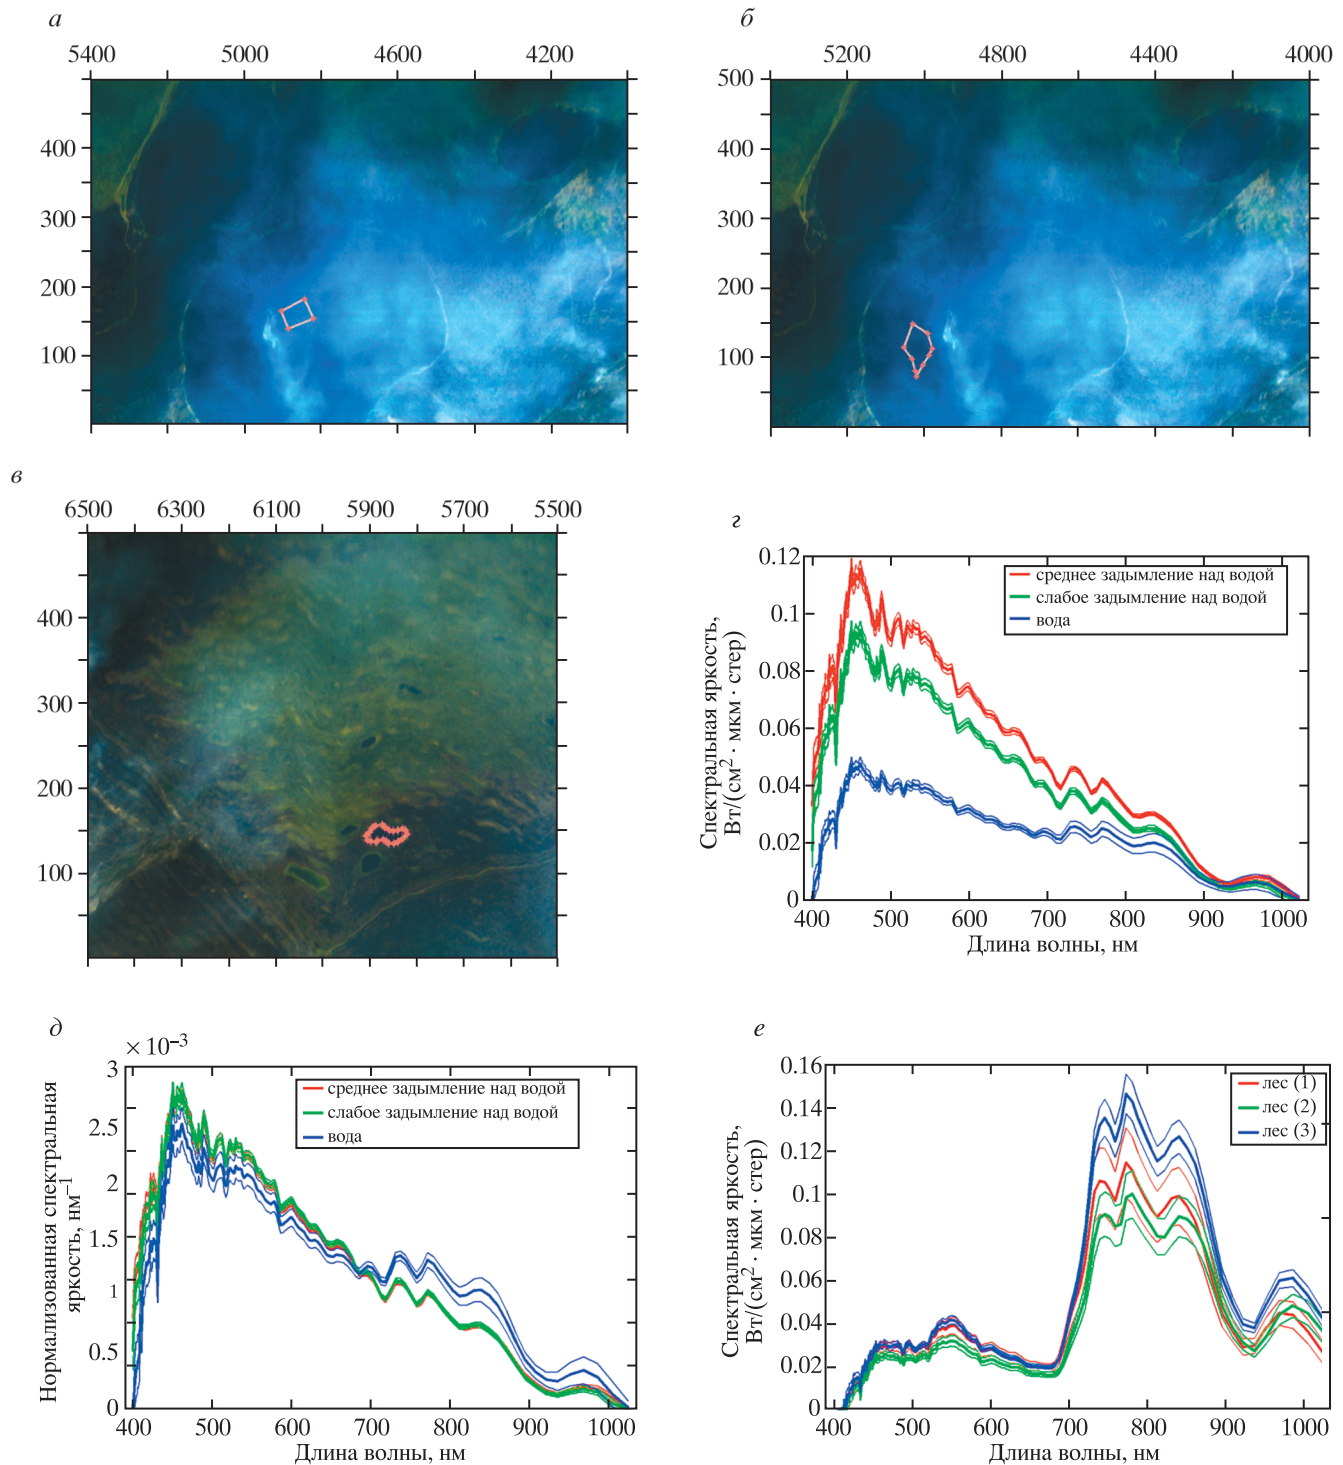 а
5400 5000 4600 4200
400
300
200
100
б
5200 4800 4400 4000
500
400
300
200
100
в
6500 6300 6100 5900 5700 5500
400
300
200
100
г
Спектральная яркость,
Вт/(см² · мкм · стер)
0.12
0.1
0.08
0.06
0.04
0.02
0
среднее задымление над водой
слабое задымление над водой
вода
400 500 600 700 800 900 1000
Длина волны, нм
д
× 10⁻³
Нормализованная спектральная
яркость, нм⁻¹
3
2.5
2
1.5
1
0.5
0
среднее задымление над водой
слабое задымление над водой
вода
400 500 600 700 800 900 1000
Длина волны, нм
е
Спектральная яркость,
Вт/(см² · мкм · стер)
0.16
0.14
0.12
0.1
0.08
0.06
0.04
0.02
0
лес (1)
лес (2)
лес (3)
400 500 600 700 800 900 1000
Длина волны, нм